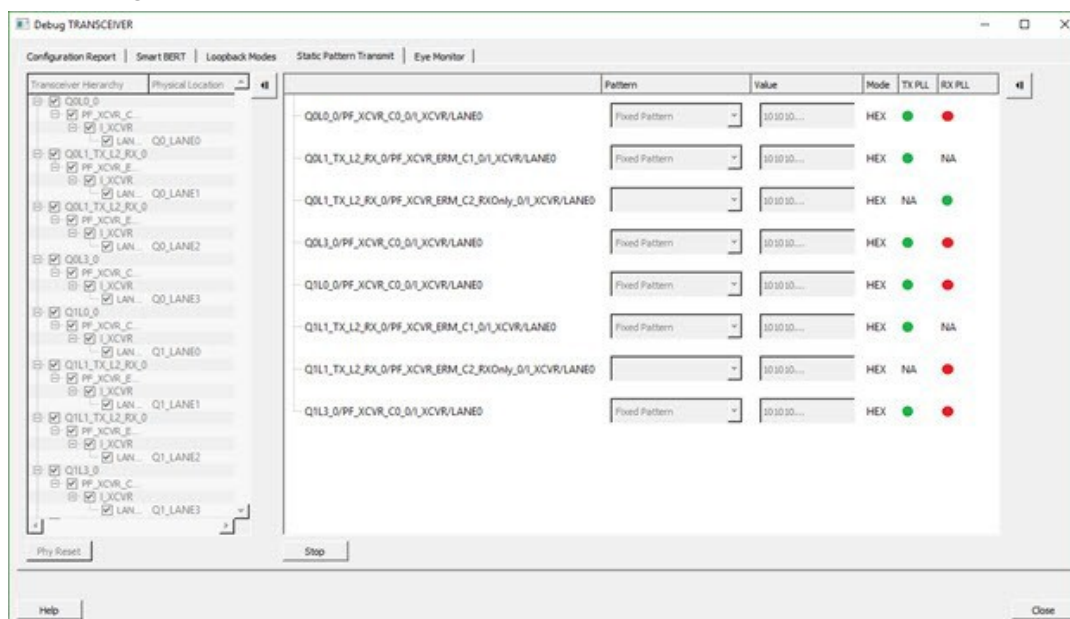 Debug TRANSCEIVER
Configuration Report Smart BERT Loopback Modes Static Pattern Transmit Eye Monitor
Transceiver Hierarchy Physical Location Pattern Value Mode TX PLL RX PLL
Q0L0_0
PF_XCVR_C...
I_XCVR
LAN... Q0_LANE0
Q0L1_TX_L2_RX_0
PF_XCVR_E...
I_XCVR
LAN... Q0_LANE1
Q0L1_TX_L2_RX_0
PF_XCVR_E...
I_XCVR
LAN... Q0_LANE2
Q0L3_0
PF_XCVR_C...
I_XCVR
LAN... Q0_LANE3
Q1L0_0
PF_XCVR_C...
I_XCVR
LAN... Q1_LANE0
Q1L1_TX_L2_RX_0
PF_XCVR_E...
I_XCVR
LAN... Q1_LANE1
Q1L1_TX_L2_RX_0
PF_XCVR_E...
I_XCVR
LAN... Q1_LANE2
Q1L3_0
PF_XCVR_C...
I_XCVR
LAN... Q1_LANE3
Q0L0_0/PF_XCVR_C0_0/I_XCVR/LANE0 Fixed Pattern 101010.... HEX
Q0L1_TX_L2_RX_0/PF_XCVR_ERM_C1_0/I_XCVR/LANE0 Fixed Pattern 101010.... HEX NA
Q0L1_TX_L2_RX_0/PF_XCVR_ERM_C2_RXOnly_0/I_XCVR/LANE0 101010.... HEX NA
Q0L3_0/PF_XCVR_C0_0/I_XCVR/LANE0 Fixed Pattern 101010.... HEX
Q1L0_0/PF_XCVR_C0_0/I_XCVR/LANE0 Fixed Pattern 101010.... HEX
Q1L1_TX_L2_RX_0/PF_XCVR_ERM_C1_0/I_XCVR/LANE0 Fixed Pattern 101010.... HEX NA
Q1L1_TX_L2_RX_0/PF_XCVR_ERM_C2_RXOnly_0/I_XCVR/LANE0 101010.... HEX NA
Q1L3_0/PF_XCVR_C0_0/I_XCVR/LANE0 Fixed Pattern 101010.... HEX
Phy Reset Stop
Help Close